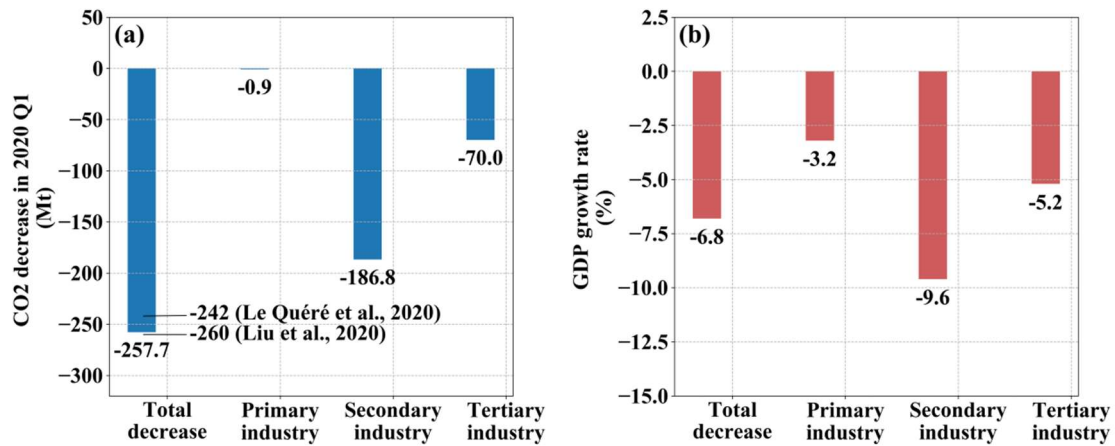 (a)
CO2 decrease in 2020 Q1
(Mt)
50
0
−50
−100
−150
−200
−250
−300
-0.9
-70.0
-186.8
-242 (Le Quéré et al., 2020)
-260 (Liu et al., 2020)
-257.7
Total
decrease
Primary
industry
Secondary
industry
Tertiary
industry
(b)
GDP growth rate
(%)
2.5
0.0
−2.5
−5.0
−7.5
−10.0
−12.5
−15.0
-3.2
-5.2
-6.8
-9.6
Total
decrease
Primary
industry
Secondary
industry
Tertiary
industry